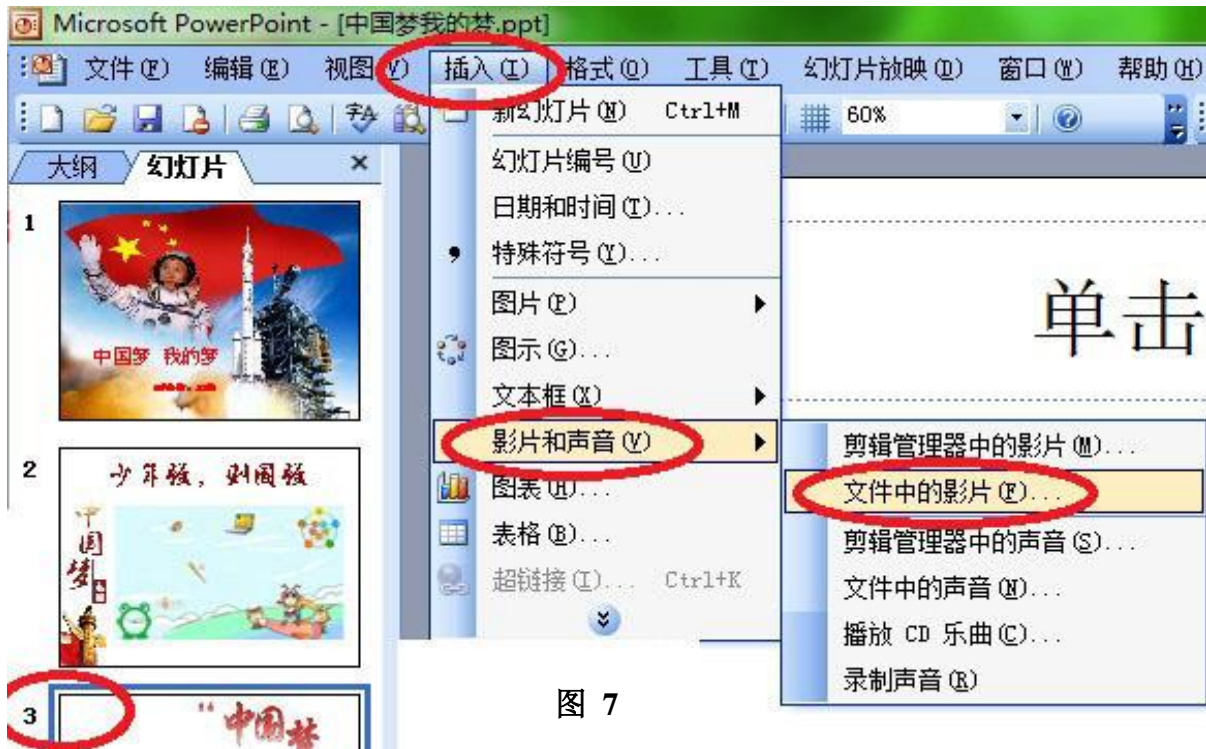 Microsoft PowerPoint - [中国梦我的梦.ppt]
文件(F) 编辑(E) 视图(V) 插入(I) 格式(O) 工具(T) 幻灯片放映(D) 窗口(W) 帮助(H)
60%
大纲 幻灯片 ×
新幻灯片(N) Ctrl+M
幻灯片编号(U)
日期和时间(T)...
特殊符号(Y)...
图片(P)
图示(G)...
文本框(X)
影片和声音(V)
图表(H)...
表格(B)...
超链接(I)... Ctrl+K
剪辑管理器中的影片(M)...
文件中的影片(F)...
剪辑管理器中的声音(S)...
文件中的声音(N)...
播放 CD 乐曲(C)...
录制声音(R)
单击
1
中国梦 我的梦
2
少年强,则国强
中国梦
3
“中国梦
图 7